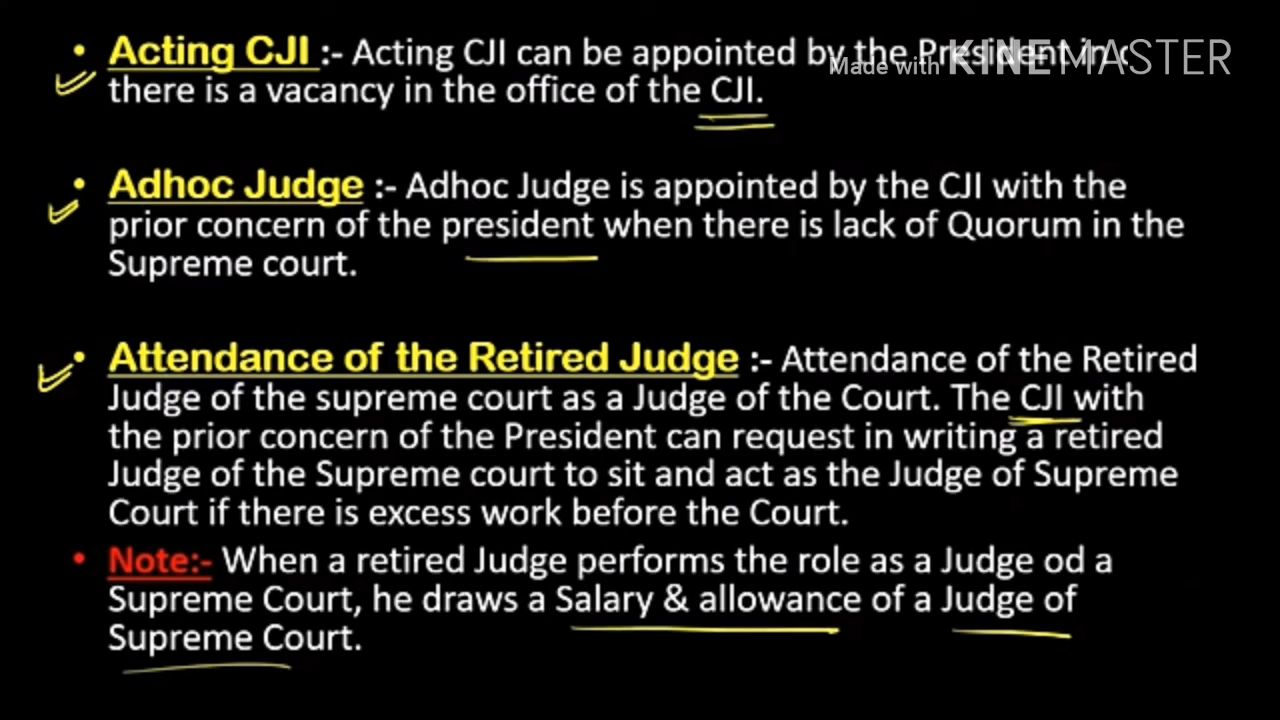 • Acting CJI :- Acting CJI can be appointed by the President in
Made with KINEMASTER
there is a vacancy in the office of the CJI.
• Adhoc Judge :- Adhoc Judge is appointed by the CJI with the
prior concern of the president when there is lack of Quorum in the
Supreme court.
• Attendance of the Retired Judge :- Attendance of the Retired
Judge of the supreme court as a Judge of the Court. The CJI with
the prior concern of the President can request in writing a retired
Judge of the Supreme court to sit and act as the Judge of Supreme
Court if there is excess work before the Court.
• Note:- When a retired Judge performs the role as a Judge od a
Supreme Court, he draws a Salary & allowance of a Judge of
Supreme Court.